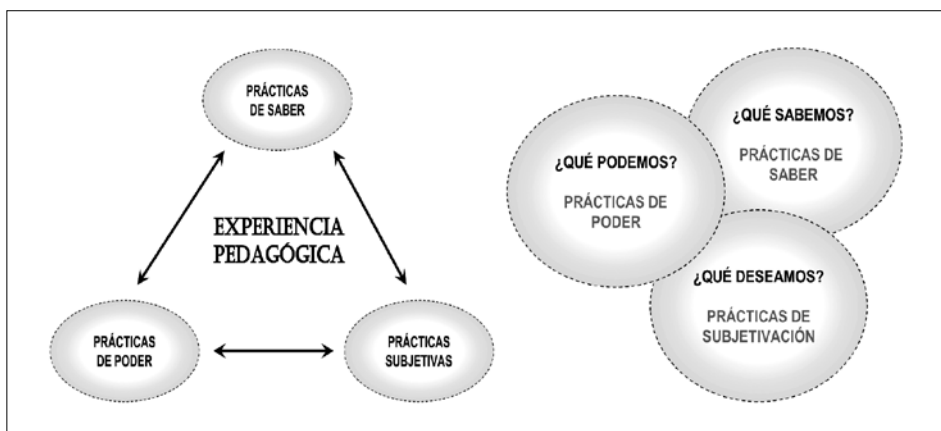 PRÁCTICAS
DE SABER
EXPERIENCIA
PEDAGÓGICA
PRÁCTICAS
DE PODER
PRÁCTICAS
SUBJETIVAS
¿QUÉ PODEMOS?
PRÁCTICAS DE
PODER
¿QUÉ SABEMOS?
PRÁCTICAS DE
SABER
¿QUÉ DESEAMOS?
PRÁCTICAS DE
SUBJETIVACIÓN